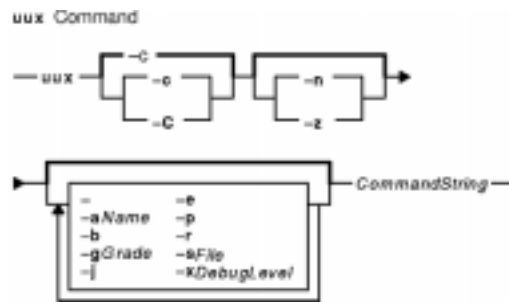 uux Command
-c
uux -c -n
-C -z
- -e
-aName -p
-b -r
-gGrade -sFile
-j -xDebugLevel
CommandString